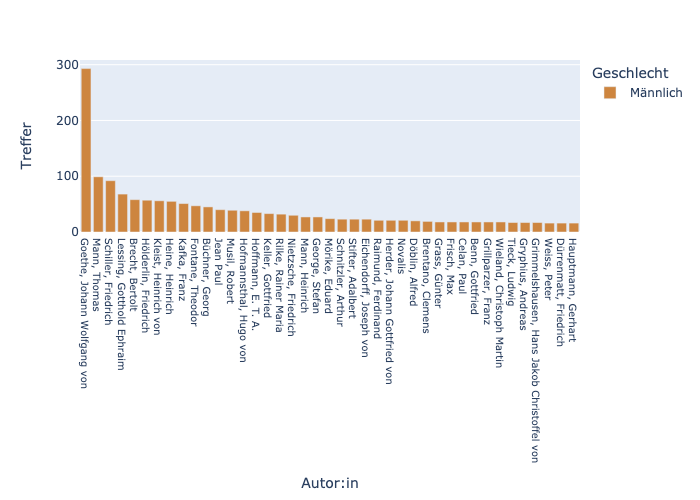 300
200
100
0
Treffer
Geschlecht
Männlich
Goethe, Johann Wolfgang von
Mann, Thomas
Schiller, Friedrich
Lessing, Gotthold Ephraim
Brecht, Bertolt
Hölderlin, Friedrich
Kleist, Heinrich von
Heine, Heinrich
Kafka, Franz
Fontane, Theodor
Büchner, Georg
Jean Paul
Musil, Robert
Hofmannsthal, Hugo von
Hoffmann, E. T. A.
Keller, Gottfried
Rilke, Rainer Maria
Nietzsche, Friedrich
Mann, Heinrich
George, Stefan
Mörike, Eduard
Schnitzler, Arthur
Stifter, Adalbert
Eichendorff, Joseph von
Raimund, Ferdinand
Herder, Johann Gottfried von
Novalis
Döblin, Alfred
Brentano, Clemens
Grass, Günter
Frisch, Max
Celan, Paul
Benn, Gottfried
Grillparzer, Franz
Wieland, Christoph Martin
Tieck, Ludwig
Gryphius, Andreas
Grimmelshausen, Hans Jakob Christoffel von
Weiss, Peter
Dürrenmatt, Friedrich
Hauptmann, Gerhart
Autor:in